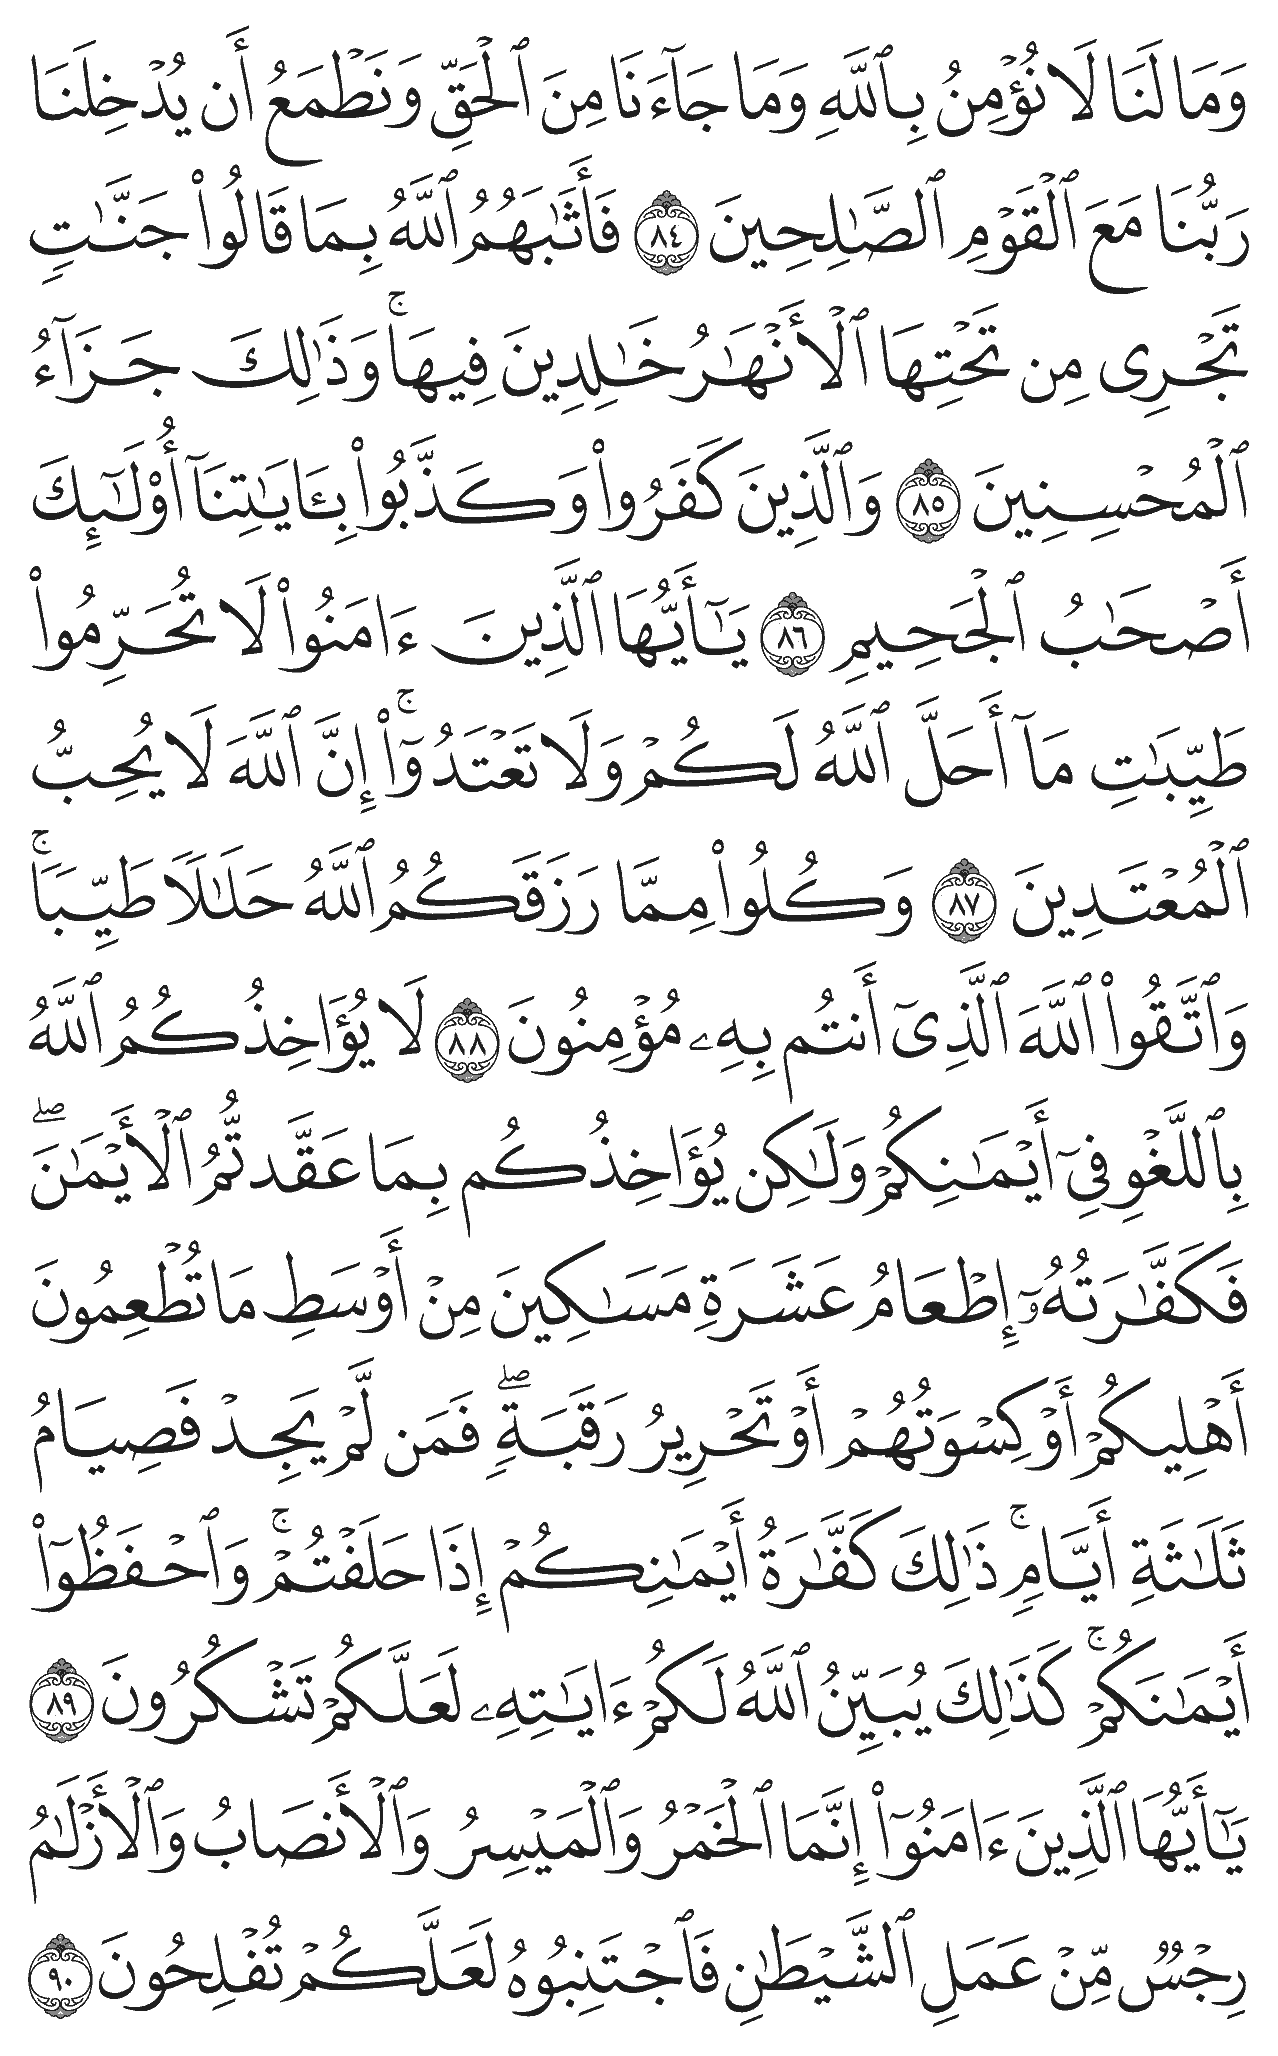 وَمَا لَنَا لَا نُؤْمِنُ بِٱللَّهِ وَمَا جَآءَنَا مِنَ ٱلْحَقِّ وَنَطْمَعُ أَن يُدْخِلَنَا
رَبُّنَا مَعَ ٱلْقَوْمِ ٱلصَّٰلِحِينَ ٨٤ فَأَثَٰبَهُمُ ٱللَّهُ بِمَا قَالُوا۟ جَنَّٰتٍ
تَجْرِى مِن تَحْتِهَا ٱلْأَنْهَٰرُ خَٰلِدِينَ فِيهَا ۚ وَذَٰلِكَ جَزَآءُ
ٱلْمُحْسِنِينَ ٨٥ وَٱلَّذِينَ كَفَرُوا۟ وَكَذَّبُوا۟ بِـَٔايَٰتِنَآ أُو۟لَٰٓئِكَ
أَصْحَٰبُ ٱلْجَحِيمِ ٨٦ يَٰٓأَيُّهَا ٱلَّذِينَ ءَامَنُوا۟ لَا تُحَرِّمُوا۟
طَيِّبَٰتِ مَآ أَحَلَّ ٱللَّهُ لَكُمْ وَلَا تَعْتَدُوٓا۟ ۚ إِنَّ ٱللَّهَ لَا يُحِبُّ
ٱلْمُعْتَدِينَ ٨٧ وَكُلُوا۟ مِمَّا رَزَقَكُمُ ٱللَّهُ حَلَٰلًا طَيِّبًا ۚ
وَٱتَّقُوا۟ ٱللَّهَ ٱلَّذِىٓ أَنتُم بِهِۦ مُؤْمِنُونَ ٨٨ لَا يُؤَاخِذُكُمُ ٱللَّهُ
بِٱللَّغْوِ فِىٓ أَيْمَٰنِكُمْ وَلَٰكِن يُؤَاخِذُكُم بِمَا عَقَّدتُّمُ ٱلْأَيْمَٰنَ ۖ
فَكَفَّٰرَتُهُۥٓ إِطْعَامُ عَشَرَةِ مَسَٰكِينَ مِنْ أَوْسَطِ مَا تُطْعِمُونَ
أَهْلِيكُمْ أَوْ كِسْوَتُهُمْ أَوْ تَحْرِيرُ رَقَبَةٍ ۖ فَمَن لَّمْ يَجِدْ فَصِيَامُ
ثَلَٰثَةِ أَيَّامٍ ۚ ذَٰلِكَ كَفَّٰرَةُ أَيْمَٰنِكُمْ إِذَا حَلَفْتُمْ ۚ وَٱحْفَظُوٓا۟
أَيْمَٰنَكُمْ ۚ كَذَٰلِكَ يُبَيِّنُ ٱللَّهُ لَكُمْ ءَايَٰتِهِۦ لَعَلَّكُمْ تَشْكُرُونَ ٨٩
يَٰٓأَيُّهَا ٱلَّذِينَ ءَامَنُوٓا۟ إِنَّمَا ٱلْخَمْرُ وَٱلْمَيْسِرُ وَٱلْأَنصَابُ وَٱلْأَزْلَٰمُ
رِجْسٌ مِّنْ عَمَلِ ٱلشَّيْطَٰنِ فَٱجْتَنِبُوهُ لَعَلَّكُمْ تُفْلِحُونَ ٩٠